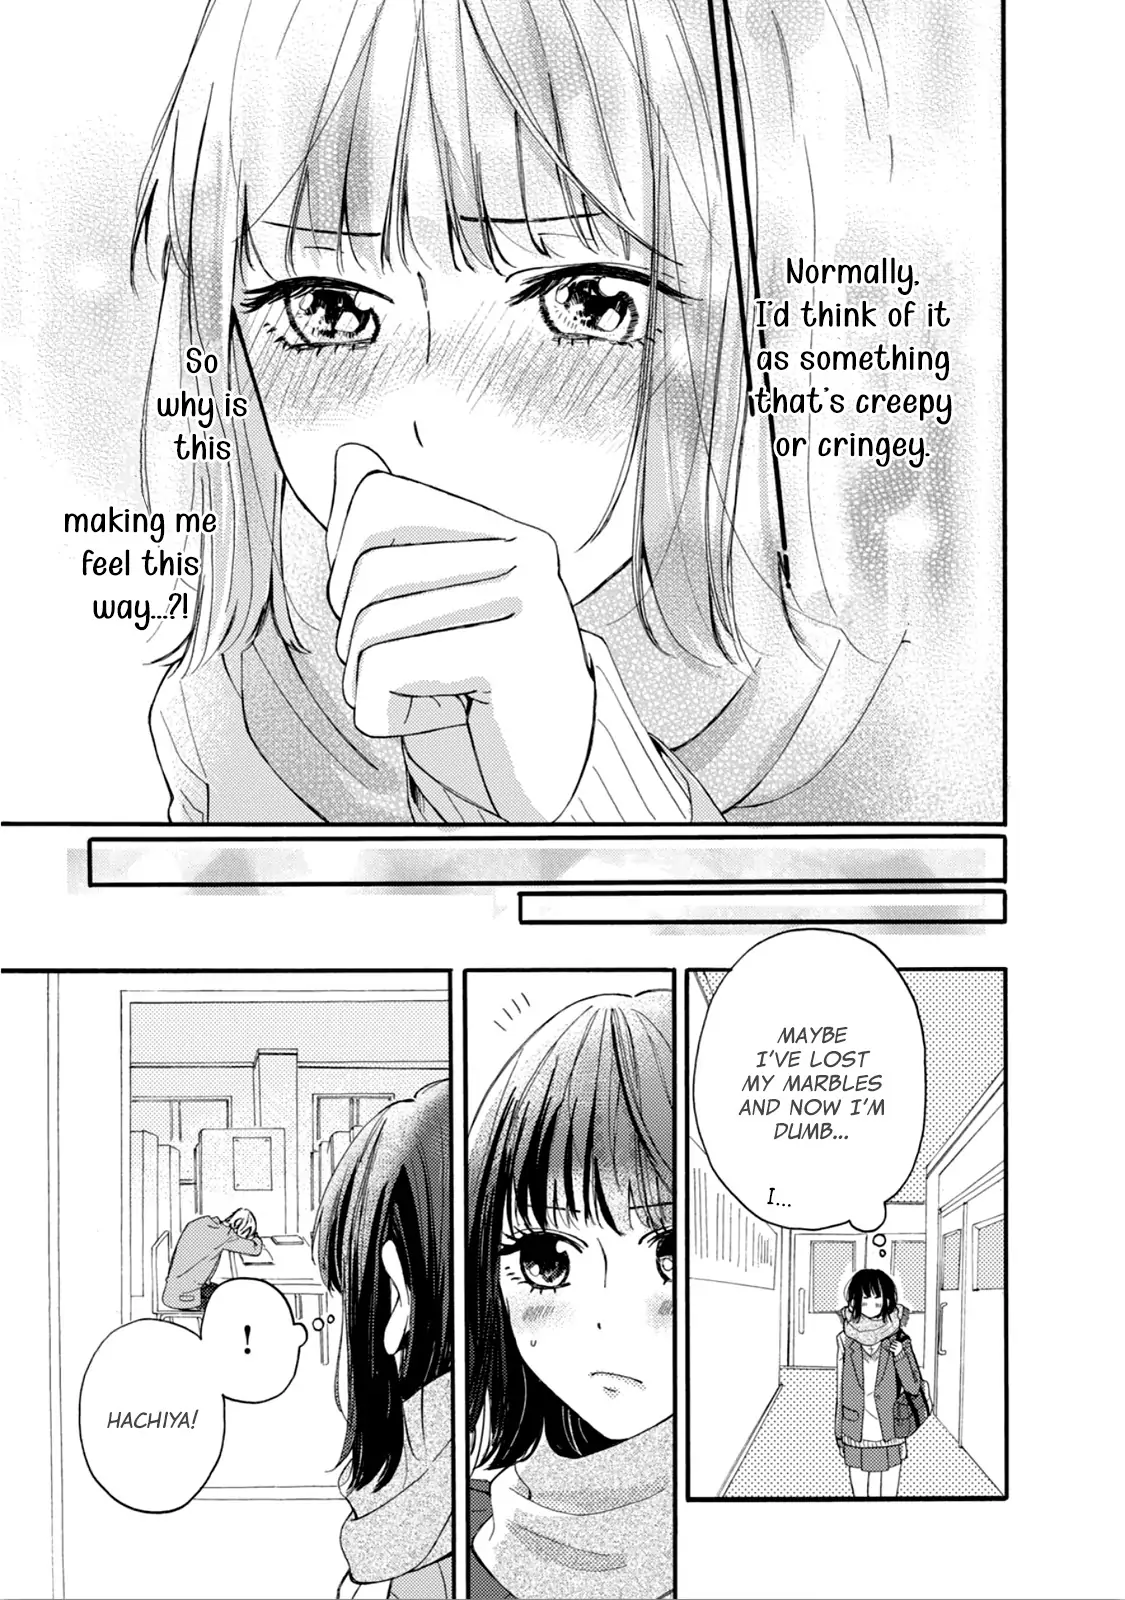 Normally,
I'd think of it
as something
that's creepy
or cringey.
So
why is
this
making me
feel this
way...?!
MAYBE
I'VE LOST
MY MARBLES
AND NOW I'M
DUMB...
I...
!
HACHIYA!